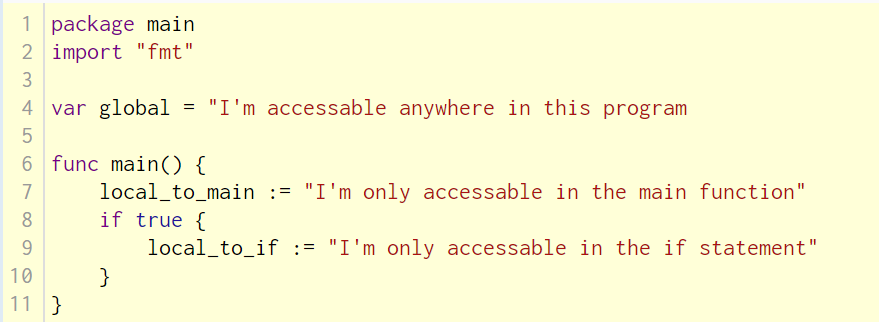 1 package main
2 import "fmt"
3
4 var global = "I'm accessable anywhere in this program
5
6 func main() {
7     local_to_main := "I'm only accessable in the main function"
8     if true {
9         local_to_if := "I'm only accessable in the if statement"
10     }
11 }